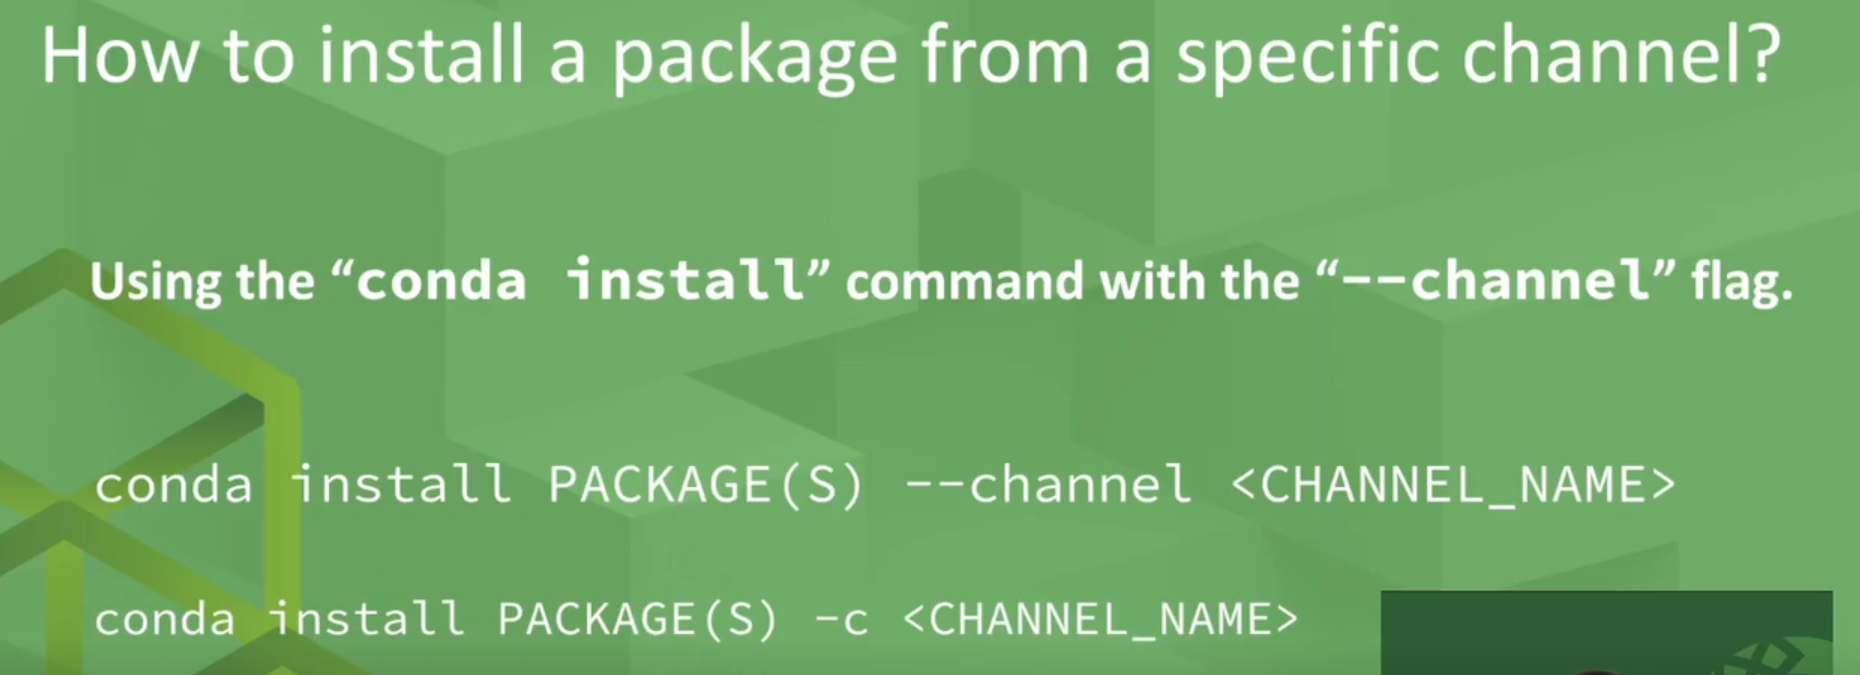 How to install a package from a specific channel?
Using the “conda install” command with the “--channel” flag.
conda install PACKAGE(S) --channel <CHANNEL_NAME>
conda install PACKAGE(S) -c <CHANNEL_NAME>